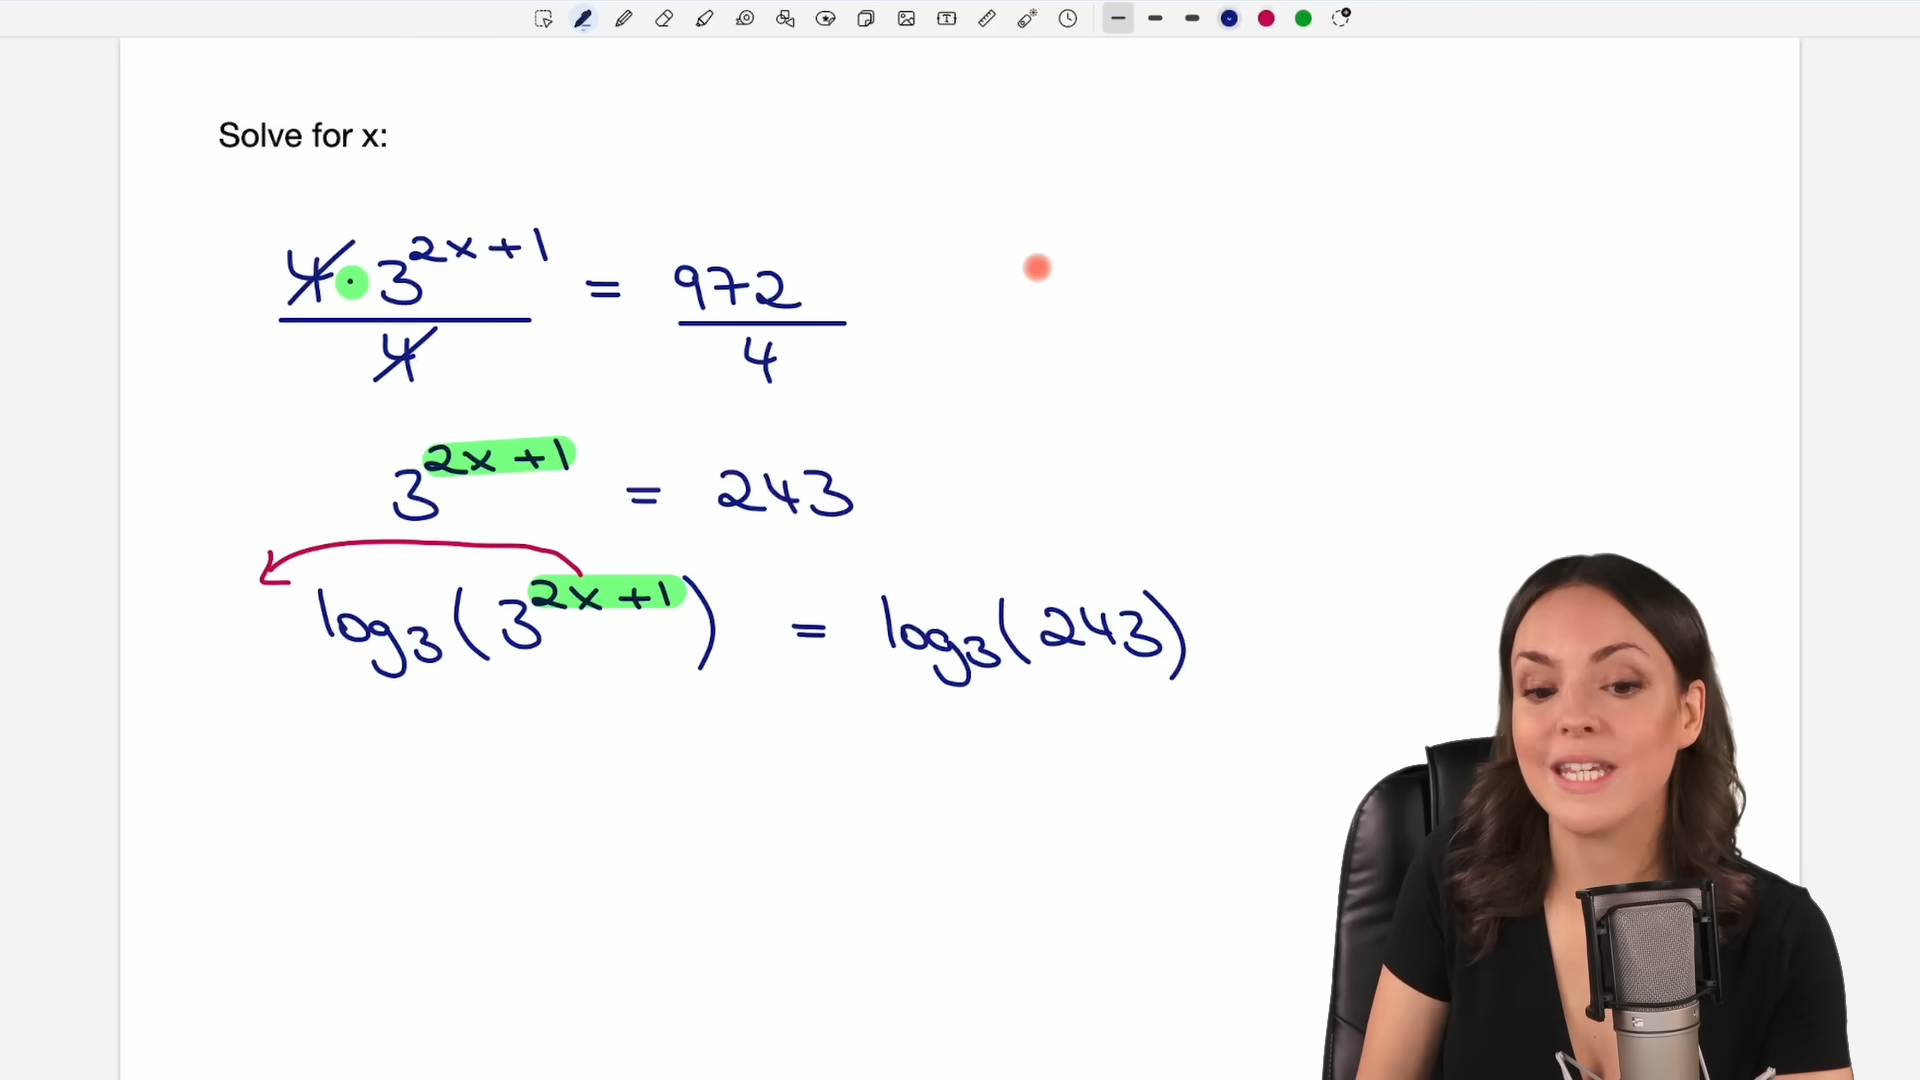 Solve for x:
4 · 3^(2x+1) / 4 = 972 / 4
3^(2x+1) = 243
log₃(3^(2x+1)) = log₃(243)